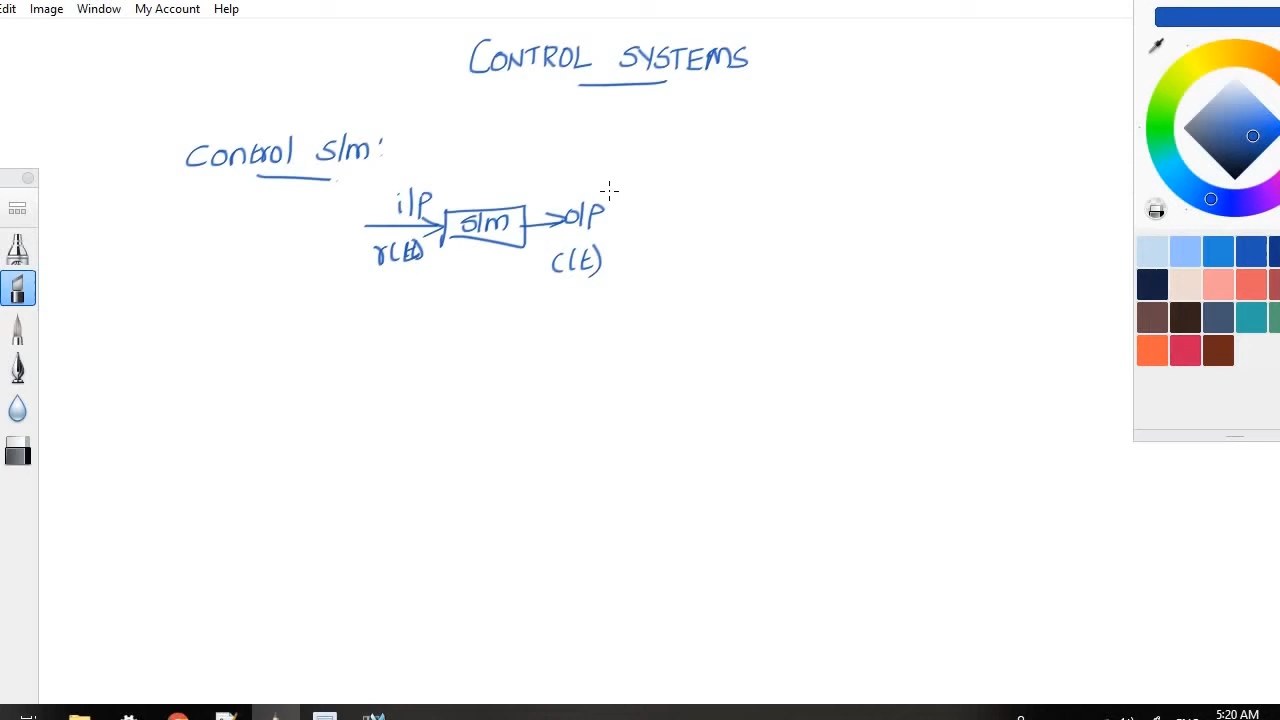 Edit Image Window My Account Help
CONTROL SYSTEMS
Control s/m:
i/p
s/m
o/p
r(t)
c(t)
5:20 AM